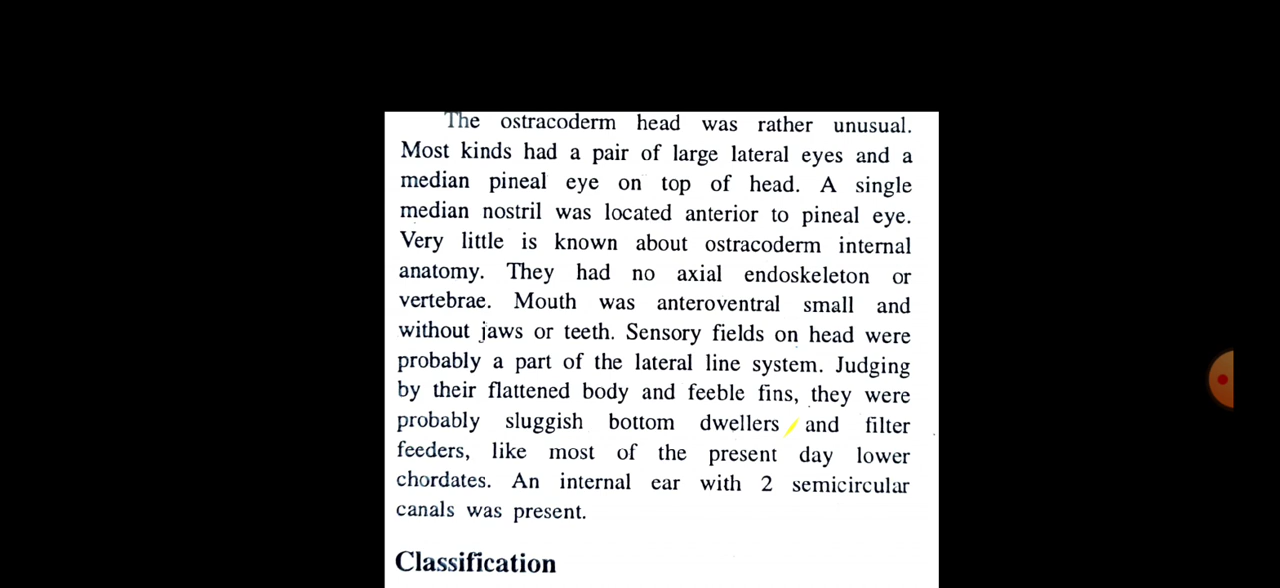 The ostracoderm head was rather unusual.
Most kinds had a pair of large lateral eyes and a
median pineal eye on top of head. A single
median nostril was located anterior to pineal eye.
Very little is known about ostracoderm internal
anatomy. They had no axial endoskeleton or
vertebrae. Mouth was anteroventral small and
without jaws or teeth. Sensory fields on head were
probably a part of the lateral line system. Judging
by their flattened body and feeble fins, they were
probably sluggish bottom dwellers and filter
feeders, like most of the present day lower
chordates. An internal ear with 2 semicircular
canals was present.
Classification